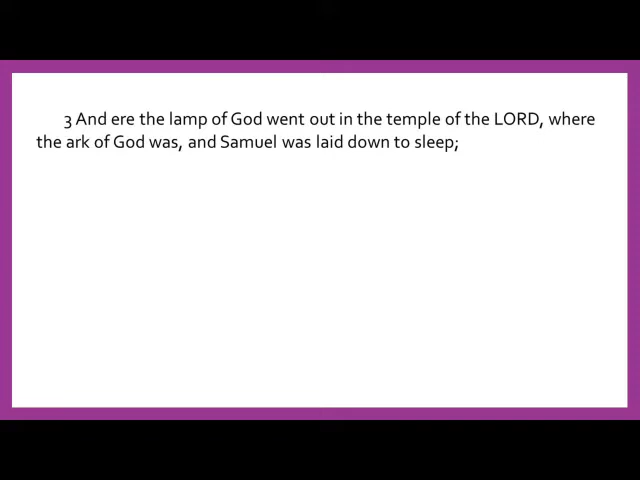 3 And ere the lamp of God went out in the temple of the LORD, where
the ark of God was, and Samuel was laid down to sleep;